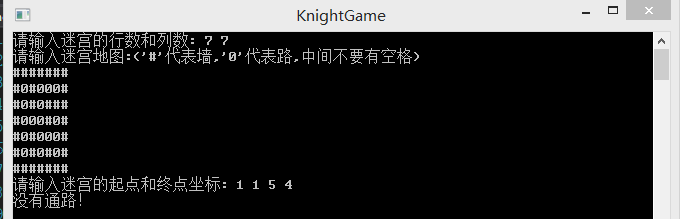 KnightGame
请输入迷宫的行数和列数: 7 7
请输入迷宫地图:('#'代表墙,'0'代表路,中间不要有空格)
#######
#0#000#
#0#0###
#000#0#
#0#000#
#0#0#0#
#######
请输入迷宫的起点和终点坐标: 1 1 5 4
没有通路!